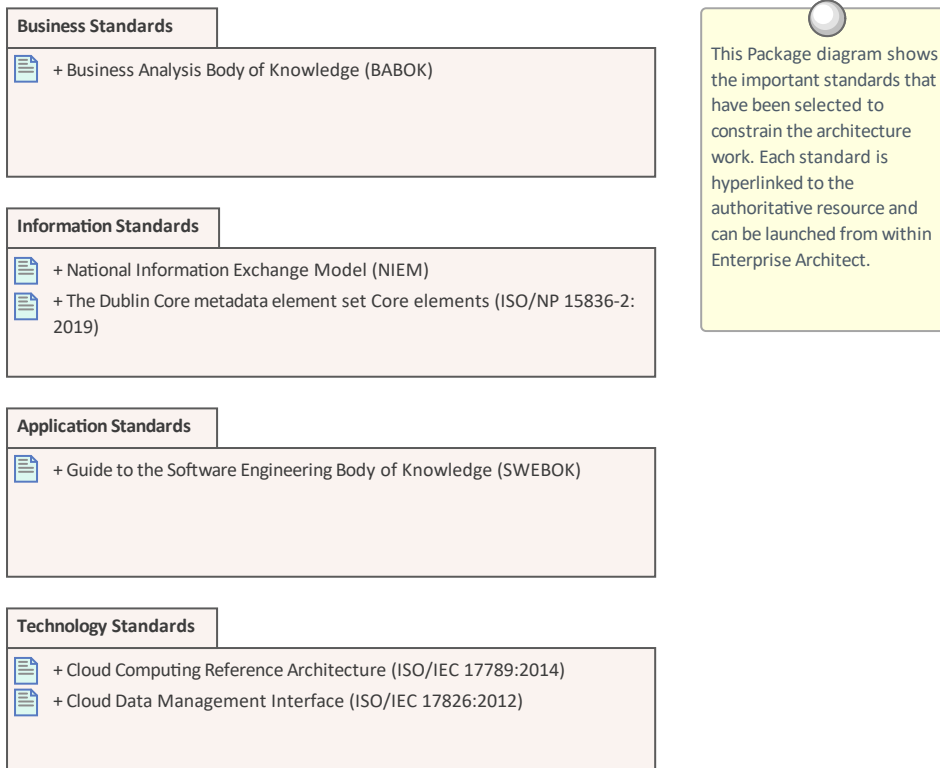 Business Standards
+ Business Analysis Body of Knowledge (BABOK)
Information Standards
+ National Information Exchange Model (NIEM)
+ The Dublin Core metadata element set Core elements (ISO/NP 15836-2:
2019)
Application Standards
+ Guide to the Software Engineering Body of Knowledge (SWEBOK)
Technology Standards
+ Cloud Computing Reference Architecture (ISO/IEC 17789:2014)
+ Cloud Data Management Interface (ISO/IEC 17826:2012)
This Package diagram shows
the important standards that
have been selected to
constrain the architecture
work. Each standard is
hyperlinked to the
authoritative resource and
can be launched from within
Enterprise Architect.